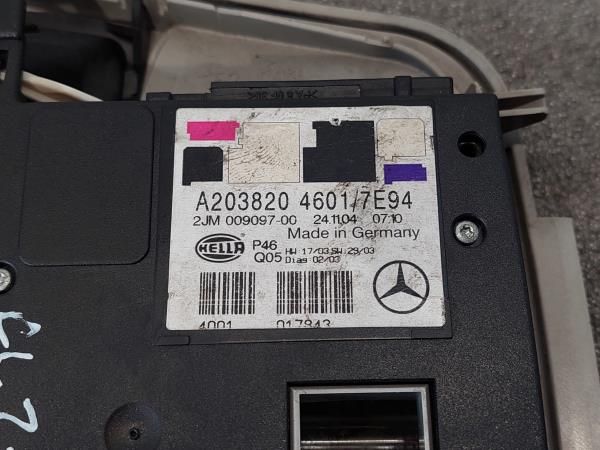 A203820 4601/7E94
2JM 009097-00 24.11.04 07:10
Made in Germany
HELLA P46 HW: 17/03 SW: 29/03
Q05 Diag 02/03
4001 017843